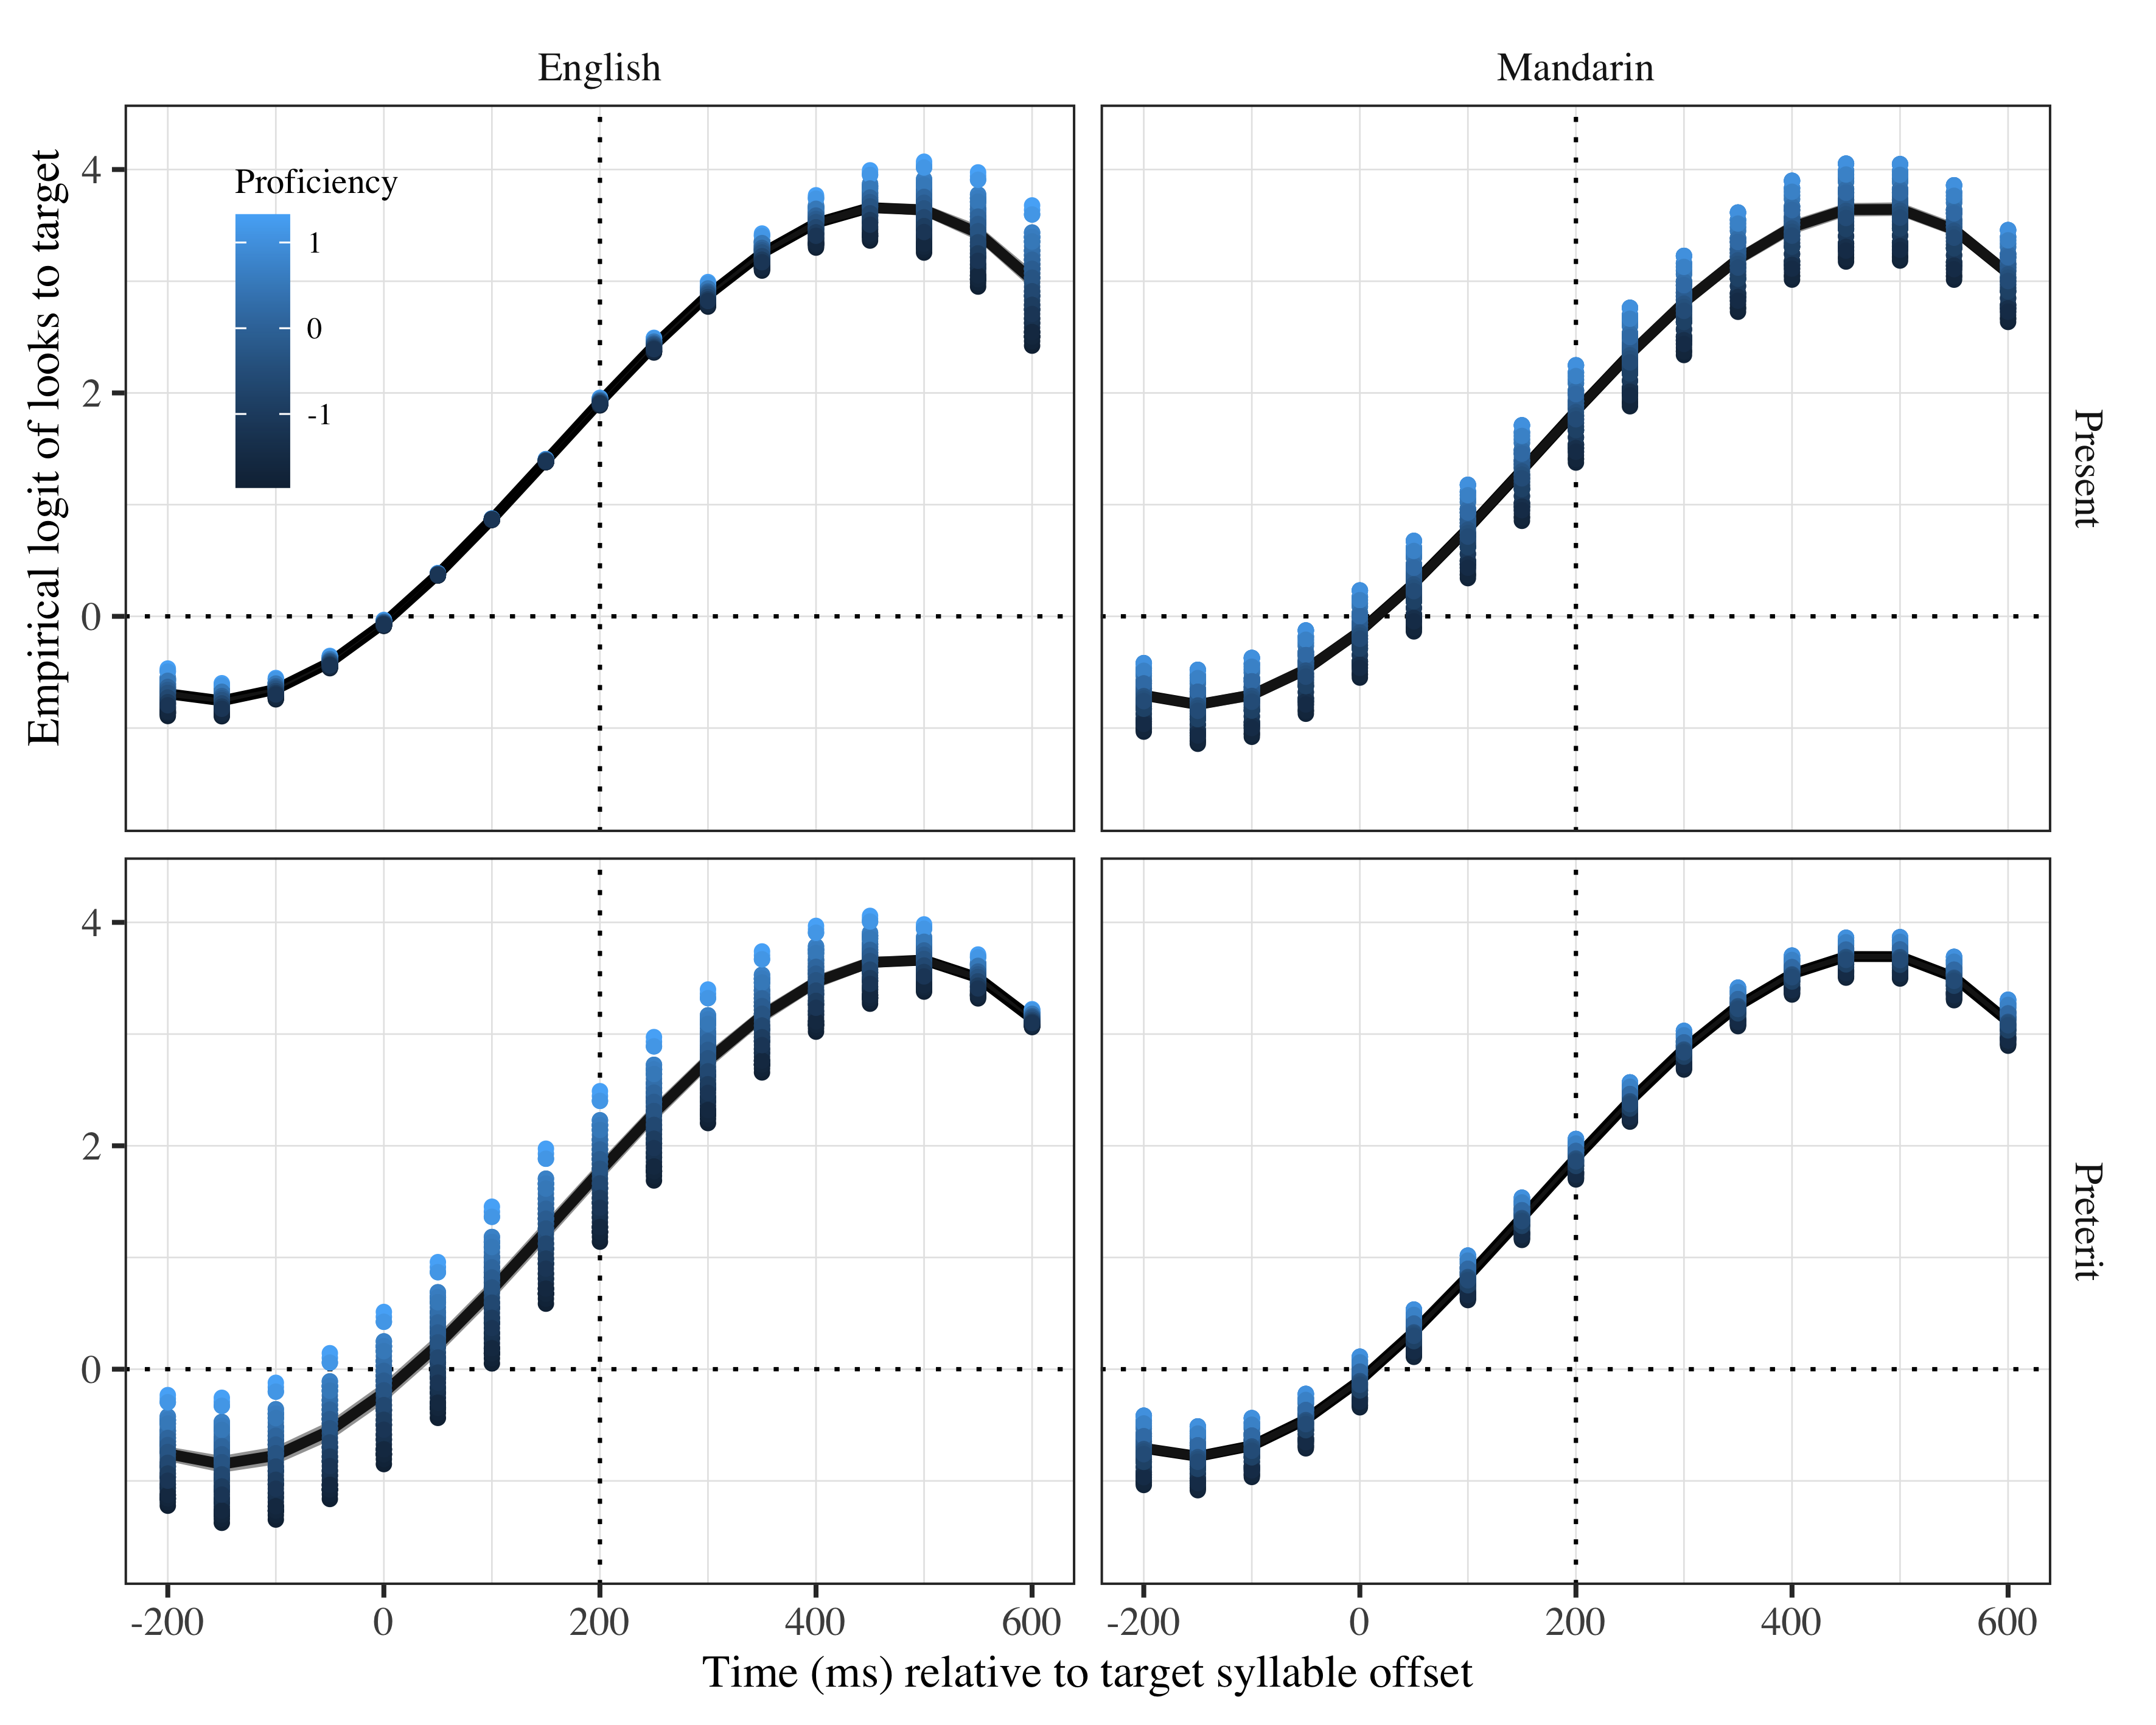 English
Mandarin
Empirical logit of looks to target
Proficiency
1
0
-1
4
2
0
Present
4
2
0
Preterit
-200
0
200
400
600
-200
0
200
400
600
Time (ms) relative to target syllable offset